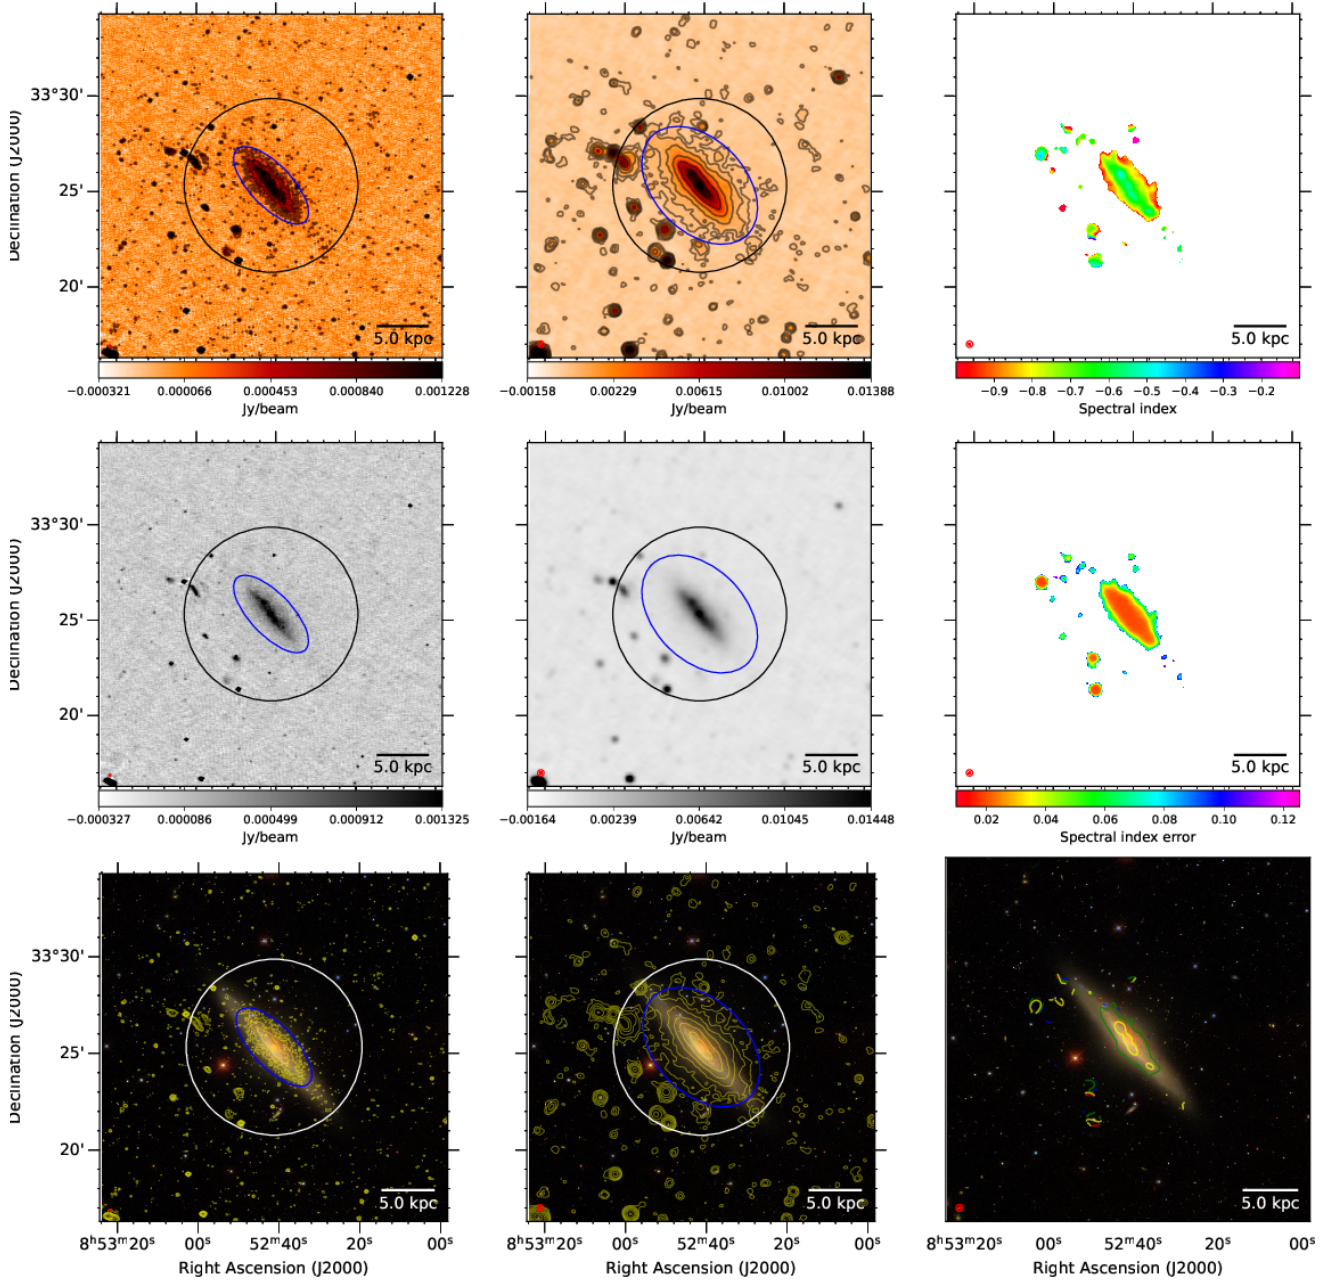 Declination (J2000)
33°30'
25'
20'
5.0 kpc
−0.000321 0.000066 0.000453 0.000840 0.001228
Jy/beam
5.0 kpc
−0.00158 0.00229 0.00615 0.01002 0.01388
Jy/beam
5.0 kpc
−0.9 −0.8 −0.7 −0.6 −0.5 −0.4 −0.3 −0.2
Spectral index
Declination (J2000)
33°30'
25'
20'
5.0 kpc
−0.000327 0.000086 0.000499 0.000912 0.001325
Jy/beam
5.0 kpc
−0.00164 0.00239 0.00642 0.01045 0.01448
Jy/beam
5.0 kpc
0.02 0.04 0.06 0.08 0.10 0.12
Spectral index error
Declination (J2000)
33°30'
25'
20'
5.0 kpc
8ʰ53ᵐ20ˢ 00ˢ 52ᵐ40ˢ 20ˢ 00ˢ
Right Ascension (J2000)
5.0 kpc
8ʰ53ᵐ20ˢ 00ˢ 52ᵐ40ˢ 20ˢ 00ˢ
Right Ascension (J2000)
5.0 kpc
8ʰ53ᵐ20ˢ 00ˢ 52ᵐ40ˢ 20ˢ 00ˢ
Right Ascension (J2000)